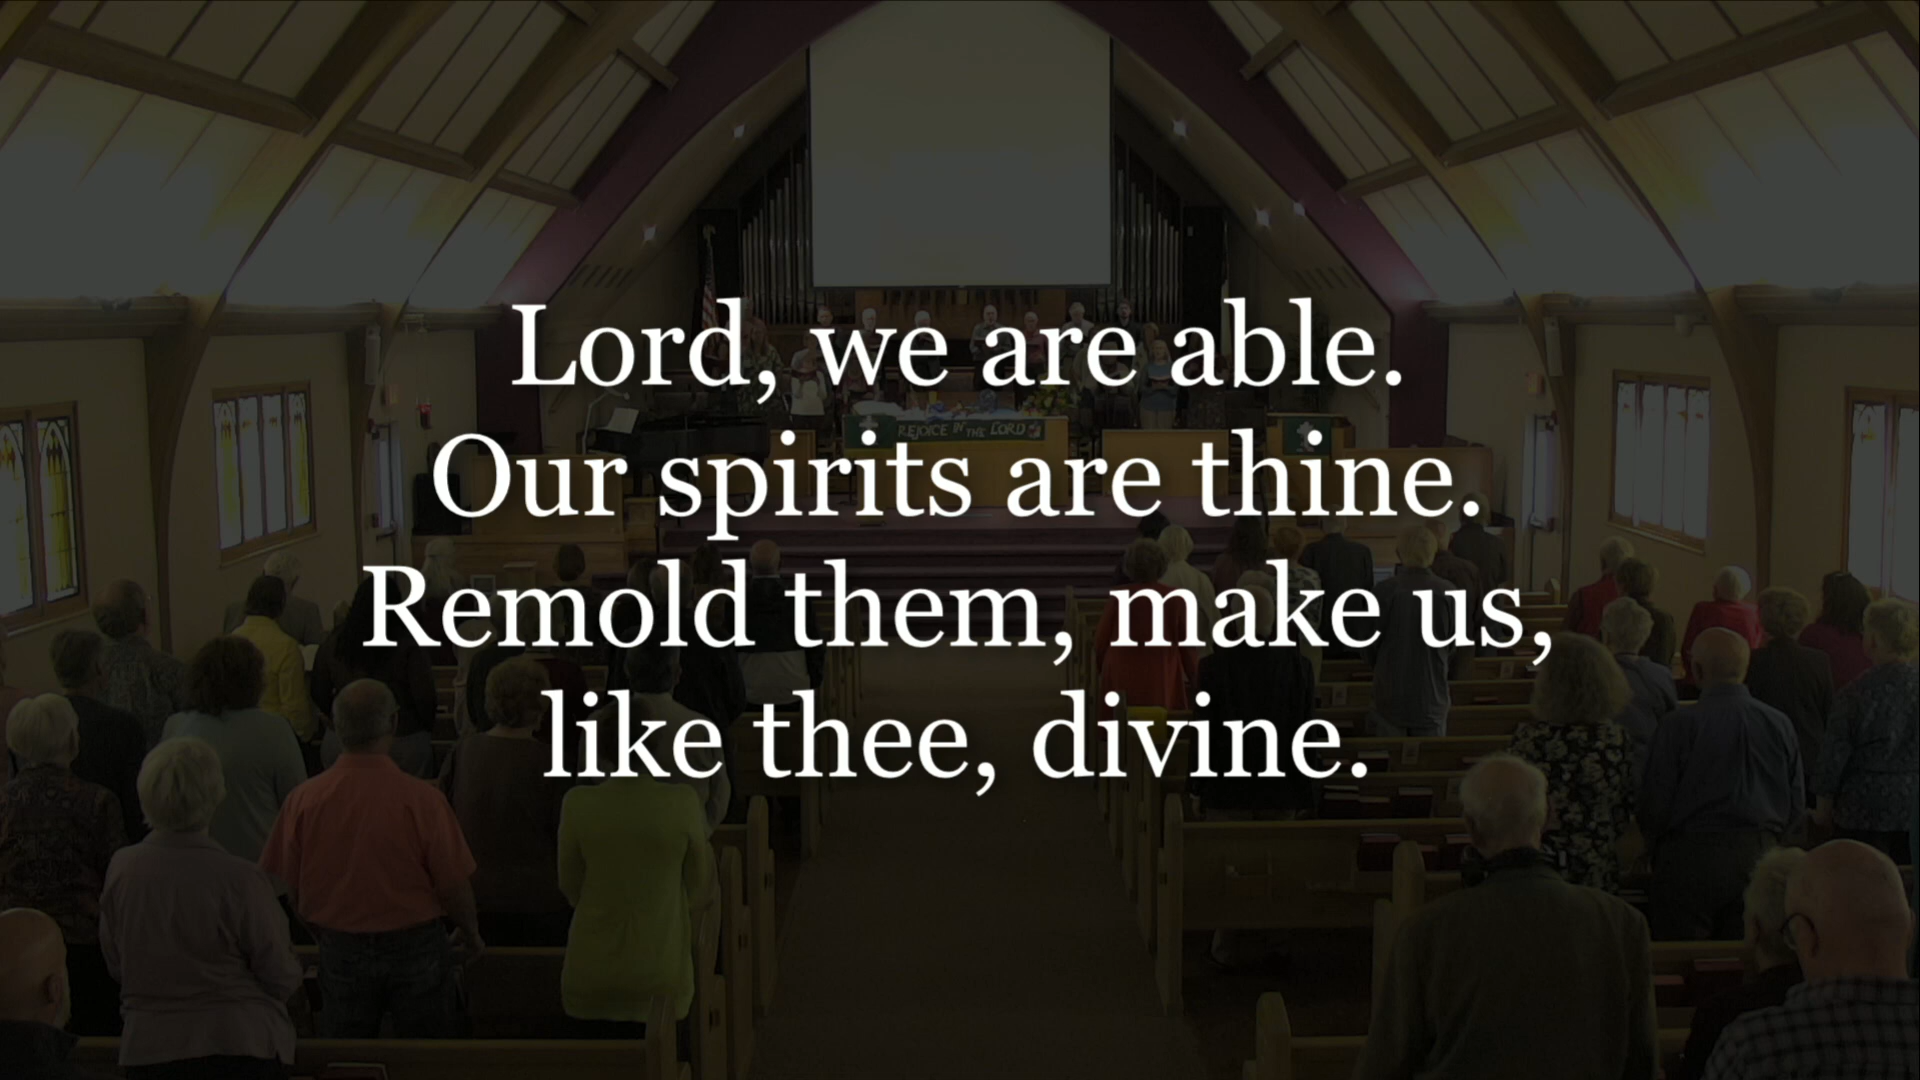 Lord, we are able.
Our spirits are thine.
Remold them, make us,
like thee, divine.
REJOICE IN THE LORD